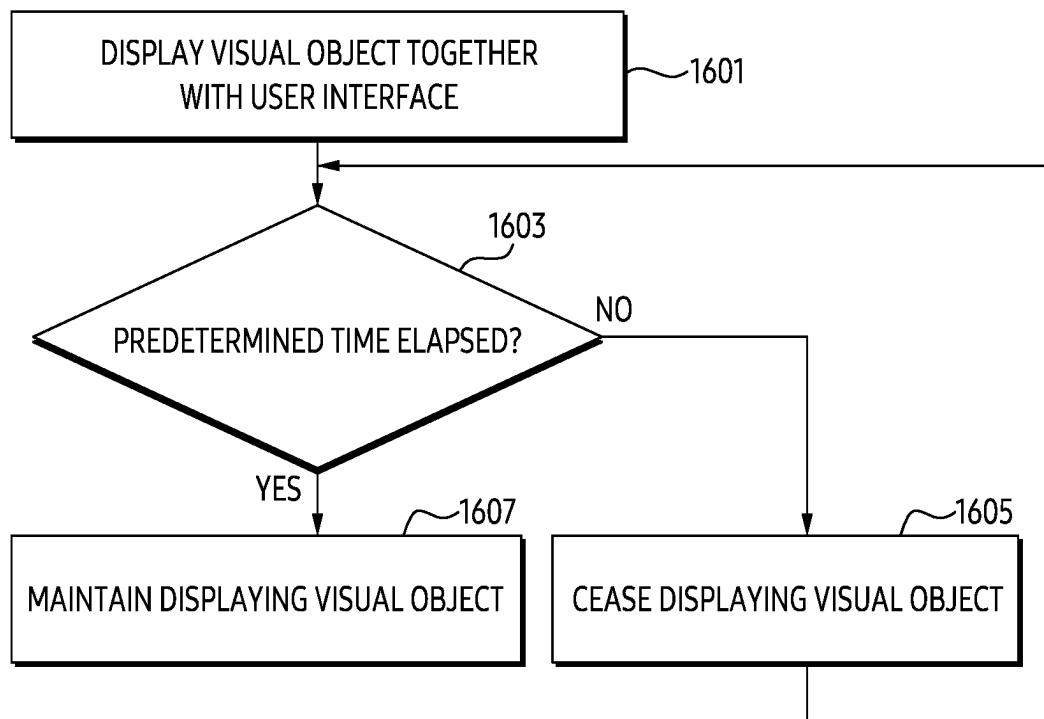 DISPLAY VISUAL OBJECT TOGETHER
WITH USER INTERFACE
1601
1603
PREDETERMINED TIME ELAPSED?
NO
YES
1607
1605
MAINTAIN DISPLAYING VISUAL OBJECT
CEASE DISPLAYING VISUAL OBJECT